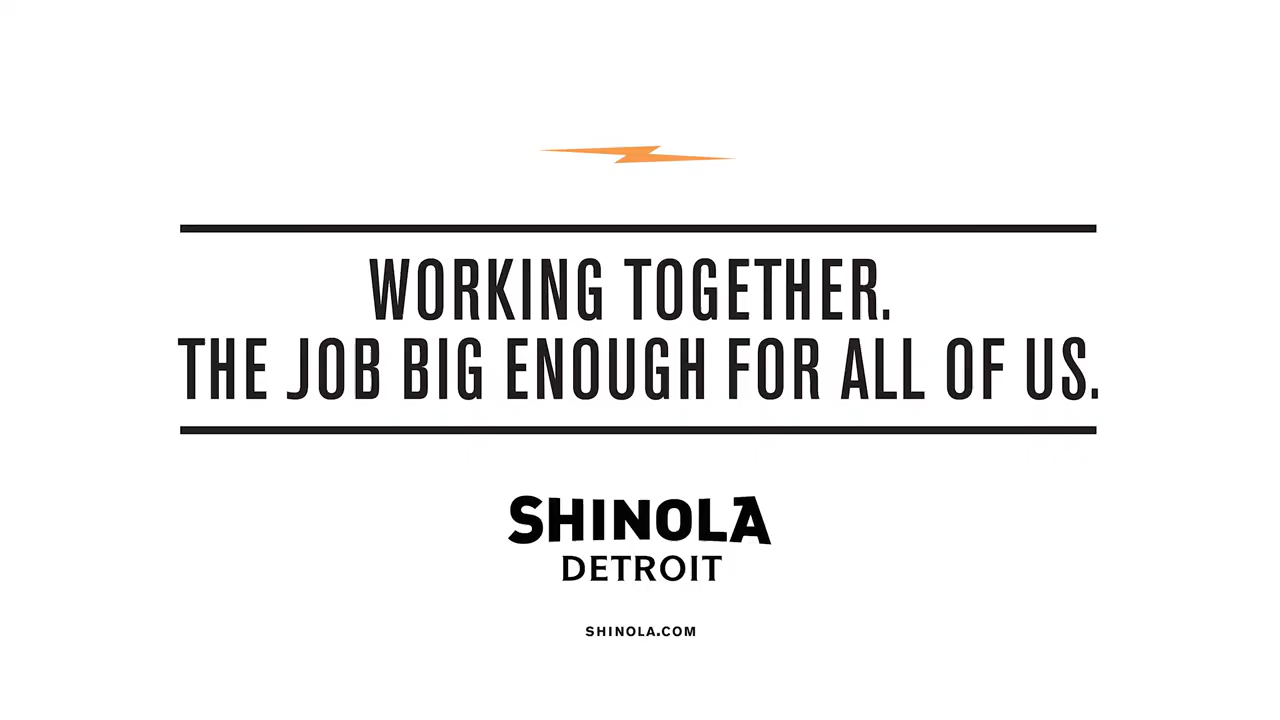 WORKING TOGETHER.
THE JOB BIG ENOUGH FOR ALL OF US.
SHINOLA
DETROIT
SHINOLA.COM